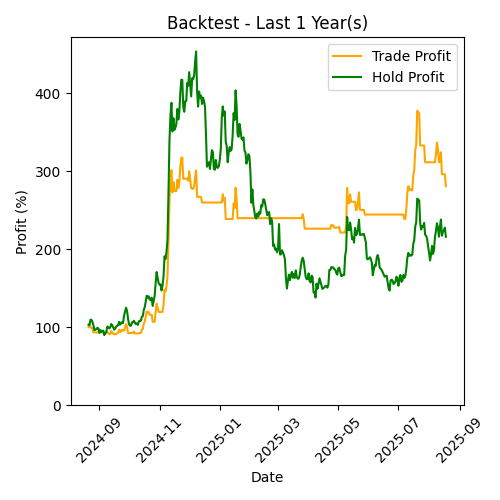 Backtest - Last 1 Year(s)
Trade Profit
Hold Profit
Profit (%)
400
300
200
100
0
2024-09
2024-11
2025-01
2025-03
2025-05
2025-07
2025-09
Date